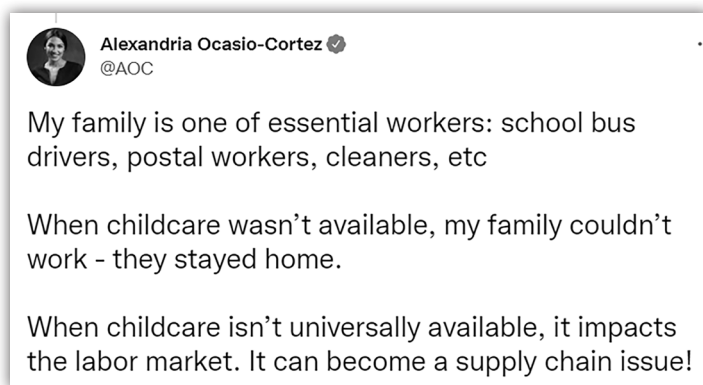 Alexandria Ocasio-Cortez
@AOC
My family is one of essential workers: school bus
drivers, postal workers, cleaners, etc
When childcare wasn’t available, my family couldn’t
work - they stayed home.
When childcare isn’t universally available, it impacts
the labor market. It can become a supply chain issue!